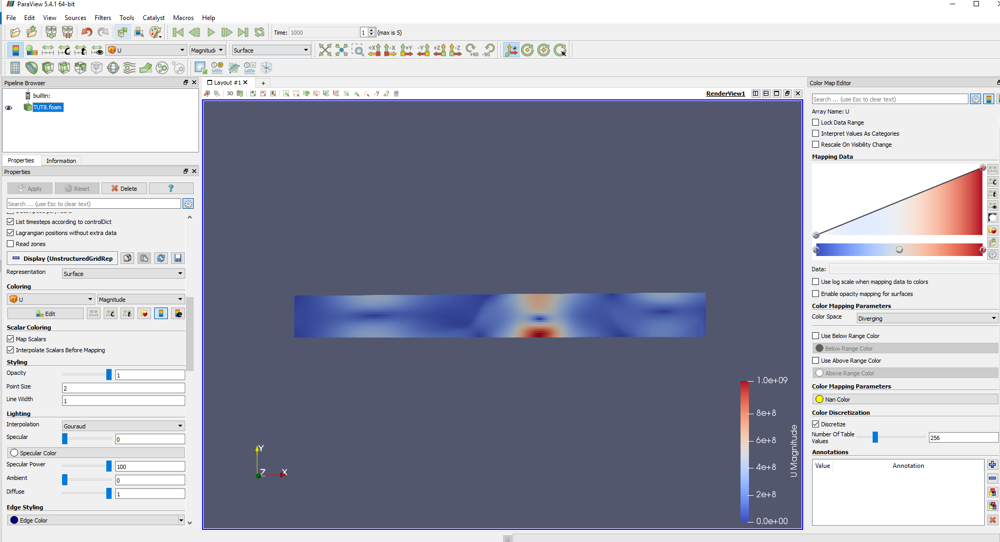 ParaView 5.4.1 64-bit
File Edit View Sources Filters Tools Catalyst Macros Help
Time: 1000 1 (max is 5)
U Magnitude Surface
+X -X +Y -Y +Z -Z +90 -90
Pipeline Browser
builtin:
TUT8.foam
Properties Information
Properties
Apply Reset Delete ?
Search ... (use Esc to clear text)
List timesteps according to controlDict
Lagrangian positions without extra data
Read zones
Display (UnstructuredGridRep
Representation Surface
Coloring
U Magnitude
Edit
Scalar Coloring
Map Scalars
Interpolate Scalars Before Mapping
Styling
Opacity 1
Point Size 2
Line Width 1
Lighting
Interpolation Gouraud
Specular 0
Specular Color
Specular Power 100
Ambient 0
Diffuse 1
Edge Styling
Edge Color
Layout #1 +
3D
RenderView1
Y
Z X
1.0e+09
8e+8
6e+8
4e+8
2e+8
0.0e+00
U Magnitude
Color Map Editor
Search ... (use Esc to clear text)
Array Name: U
Lock Data Range
Interpret Values As Categories
Rescale On Visibility Change
Mapping Data
Data:
Use log scale when mapping data to colors
Enable opacity mapping for surfaces
Color Mapping Parameters
Color Space Diverging
Use Below Range Color
Below Range Color
Use Above Range Color
Above Range Color
Color Mapping Parameters
Nan Color
Color Discretization
Discretize
Number Of Table
Values 256
Annotations
Value Annotation